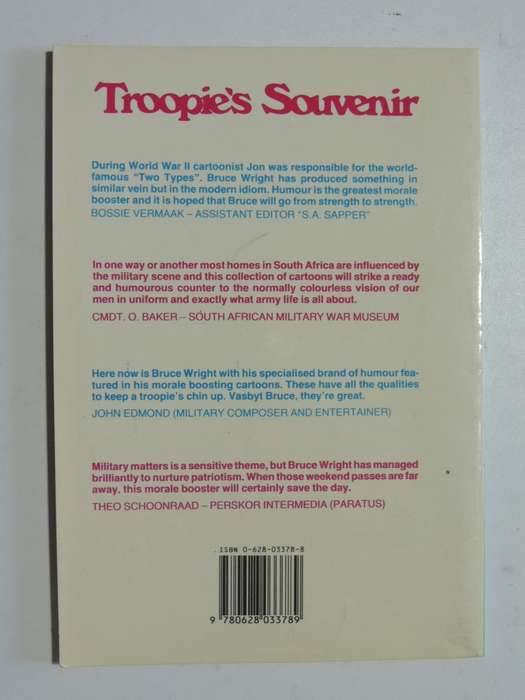 Troopie's Souvenir
During World War II cartoonist Jon was responsible for the world-
famous “Two Types”. Bruce Wright has produced something in
similar vein but in the modern idiom. Humour is the greatest morale
booster and it is hoped that Bruce will go from strength to strength.
BOSSIE VERMAAK – ASSISTANT EDITOR “S.A. SAPPER”
In one way or another most homes in South Africa are influenced by
the military scene and this collection of cartoons will strike a ready
and humourous counter to the normally colourless vision of our
men in uniform and exactly what army life is all about.
CMDT. O. BAKER – SOUTH AFRICAN MILITARY WAR MUSEUM
Here now is Bruce Wright with his specialised brand of humour fea-
tured in his morale boosting cartoons. These have all the qualities
to keep a troopie's chin up. Vasbyt Bruce, they're great.
JOHN EDMOND (MILITARY COMPOSER AND ENTERTAINER)
Military matters is a sensitive theme, but Bruce Wright has managed
brilliantly to nurture patriotism. When those weekend passes are far
away, this morale booster will certainly save the day.
THEO SCHOONRAAD – PERSKOR INTERMEDIA (PARATUS)
ISBN 0-628-03378-8
9 780628 033789